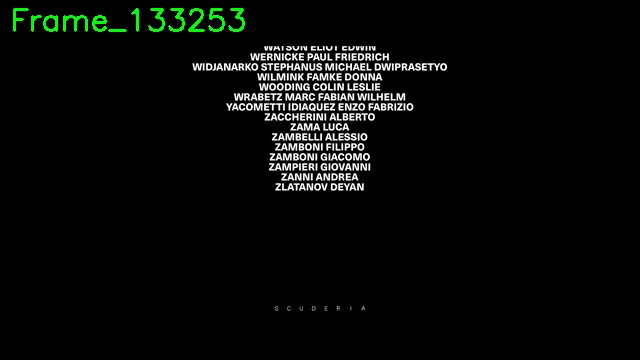 Frame_133253
WATSON ELIOT EDWIN
WERNICKE PAUL FRIEDRICH
WIDJANARKO STEPHANUS MICHAEL DWIPRASETYO
WILMINK FAMKE DONNA
WOODING COLIN LESLIE
WRABETZ MARC FABIAN WILHELM
YACOMETTI IDIAQUEZ ENZO FABRIZIO
ZACCHERINI ALBERTO
ZAMA LUCA
ZAMBELLI ALESSIO
ZAMBONI FILIPPO
ZAMBONI GIACOMO
ZAMPIERI GIOVANNI
ZANNI ANDREA
ZLATANOV DEYAN
SCUDERIA